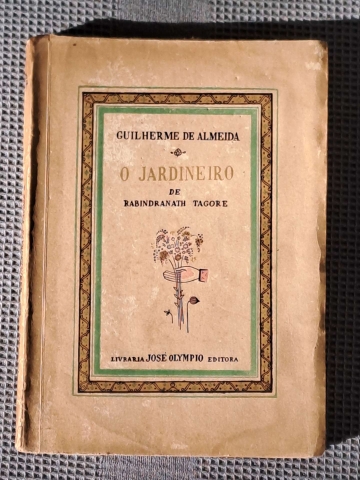 GUILHERME DE ALMEIDA
O JARDINEIRO
DE
RABINDRANATH TAGORE
LIVRARIA JOSÉ OLYMPIO EDITORA